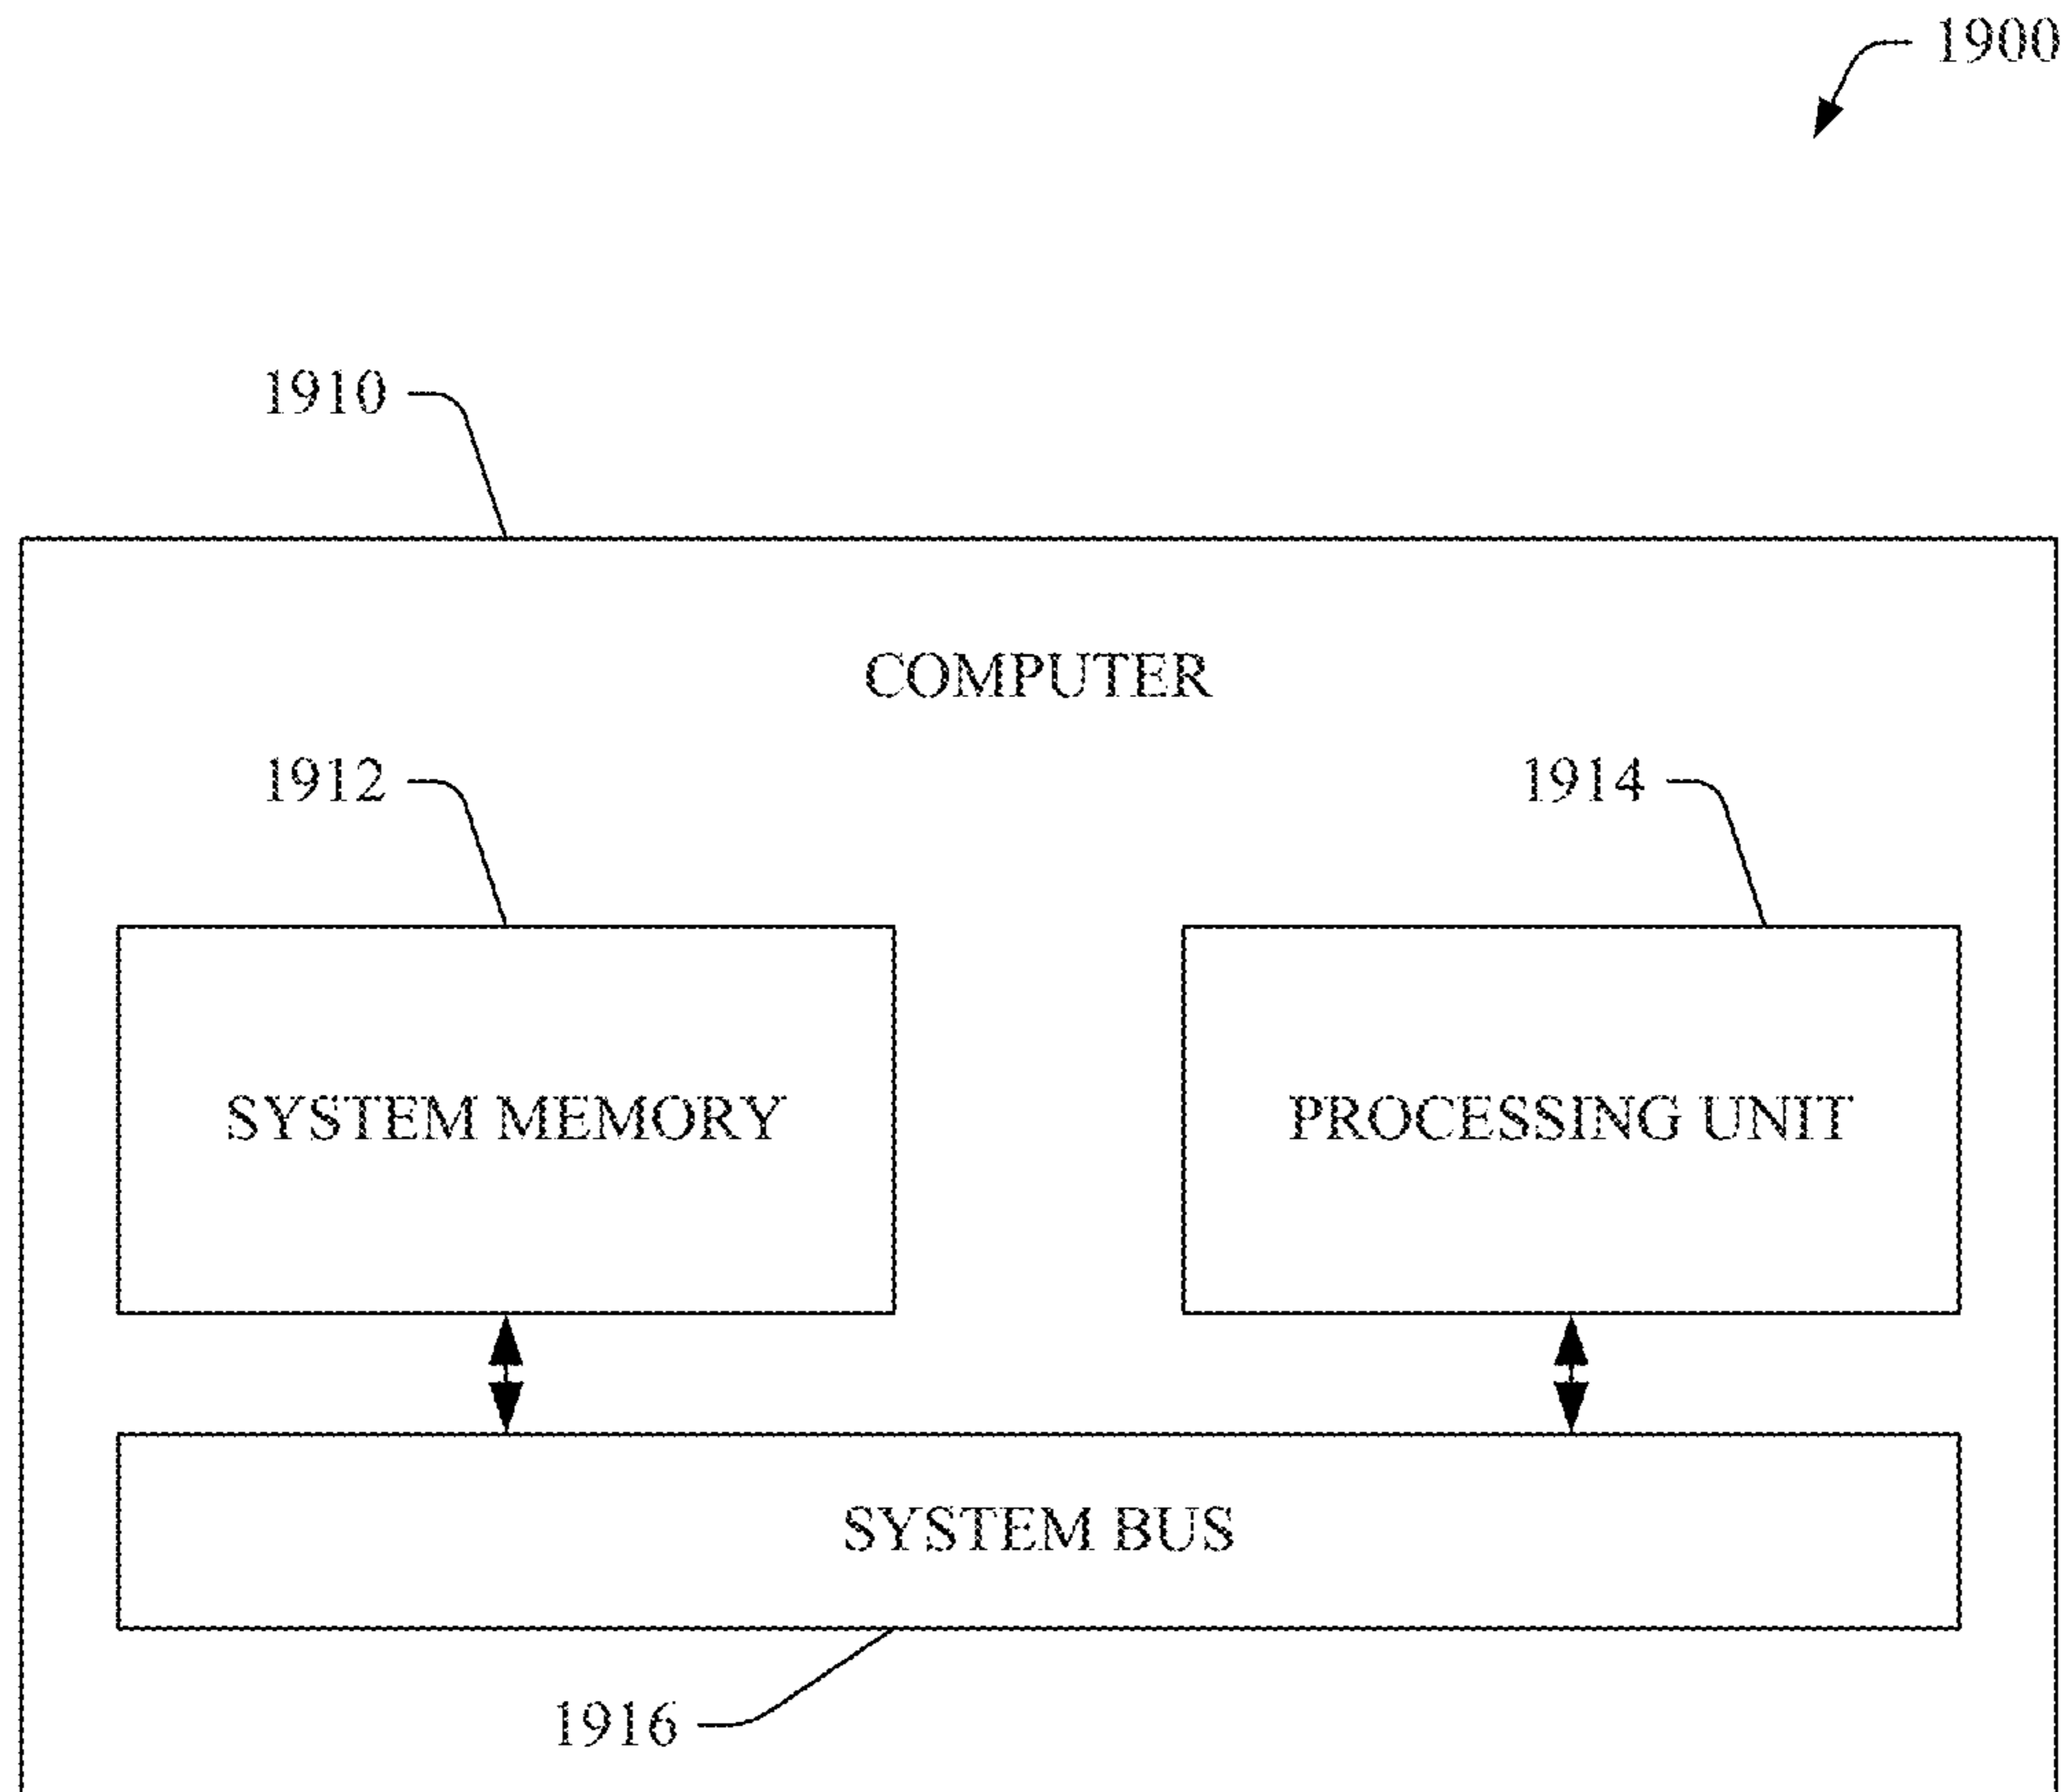 1900
1910
COMPUTER
1912
1914
SYSTEM MEMORY
PROCESSING UNIT
SYSTEM BUS
1916